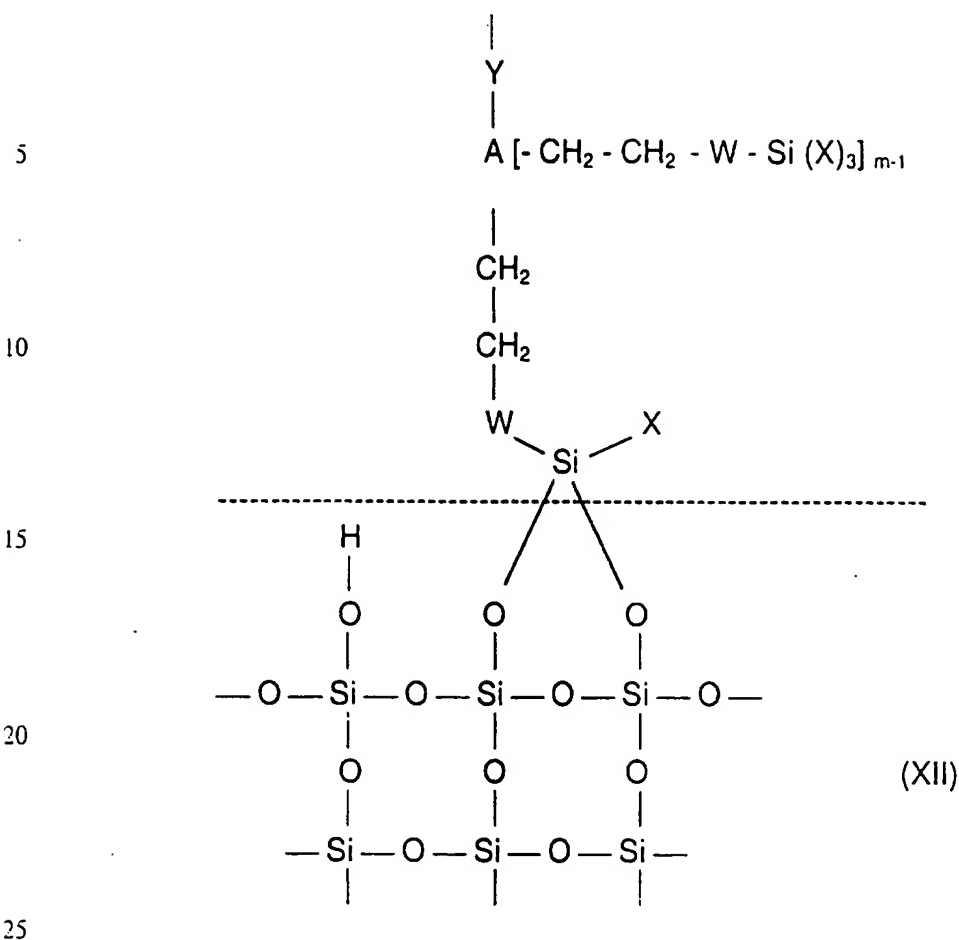 Y
5 A [- CH₂ - CH₂ - W - Si (X)₃] m-1
CH₂
10 CH₂
W X
Si
15 H
O O O
— O — Si — O — Si — O — Si — O —
20
O O O (XII)
— Si — O — Si — O — Si —
25